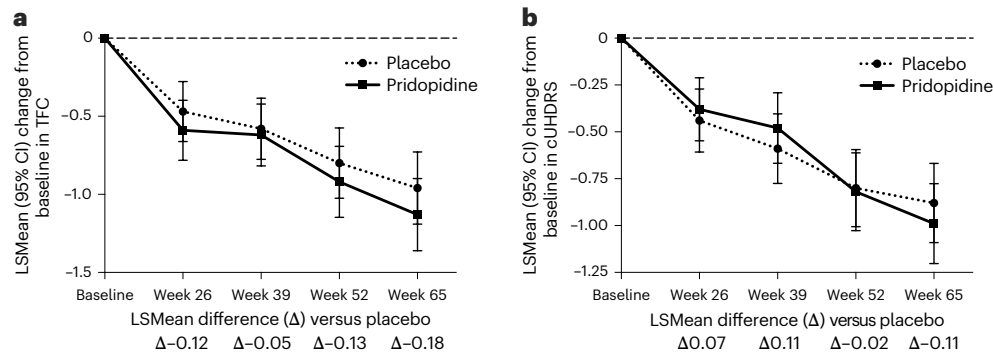 a
LSMean (95% CI) change from
baseline in TFC
0
−0.5
−1.0
−1.5
Placebo
Pridopidine
Baseline Week 26 Week 39 Week 52 Week 65
LSMean difference (Δ) versus placebo
Δ−0.12 Δ−0.05 Δ−0.13 Δ−0.18
b
LSMean (95% CI) change from
baseline in cUHDRS
0
−0.25
−0.50
−0.75
−1.00
−1.25
Placebo
Pridopidine
Baseline Week 26 Week 39 Week 52 Week 65
LSMean difference (Δ) versus placebo
Δ0.07 Δ0.11 Δ−0.02 Δ−0.11